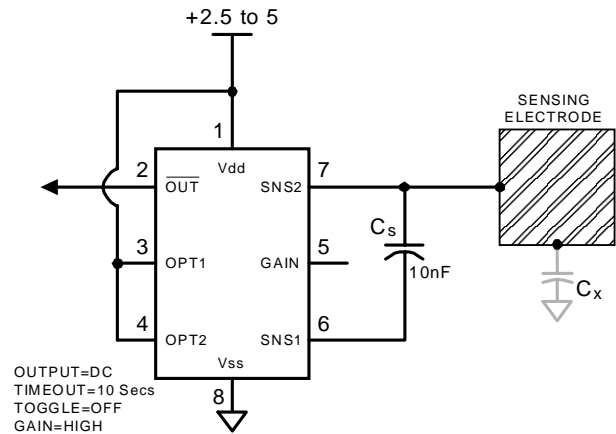 +2.5 to 5
SENSING
ELECTRODE
1
Vdd
2
OUT
SNS2
7
Cs
10nF
3
OPT1
GAIN
5
Cx
4
OPT2
SNS1
6
Vss
8
OUTPUT=DC
TIMEOUT=10 Secs
TOGGLE=OFF
GAIN=HIGH